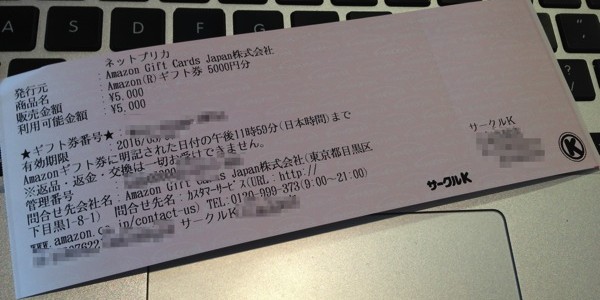 ネットプリカ
発行元 : Amazon Gift Cards Japan株式会社
商品名 : Amazon(R)ギフト券 5000円分
販売金額 : ¥5,000
利用可能金額 : ¥5,000
★ギフト券番号★:
有効期限 : 2016/03/ 
Amazonギフト券に明記された日付の午後11時59分(日本時間)まで
※返品・返金・交換は一切お受けできません。
管理番号 :
問合せ先会社名:Amazon Gift Cards Japan株式会社(東京都目黒区
下目黒1-8-1) 問合せ先名:カスタマーサービス(URL:http://
www.amazon.co.jp/contact-us) TEL:0120-999-373(9:00~21:00)
サークルK
サークルK
サークルK
K
A
S
D
F